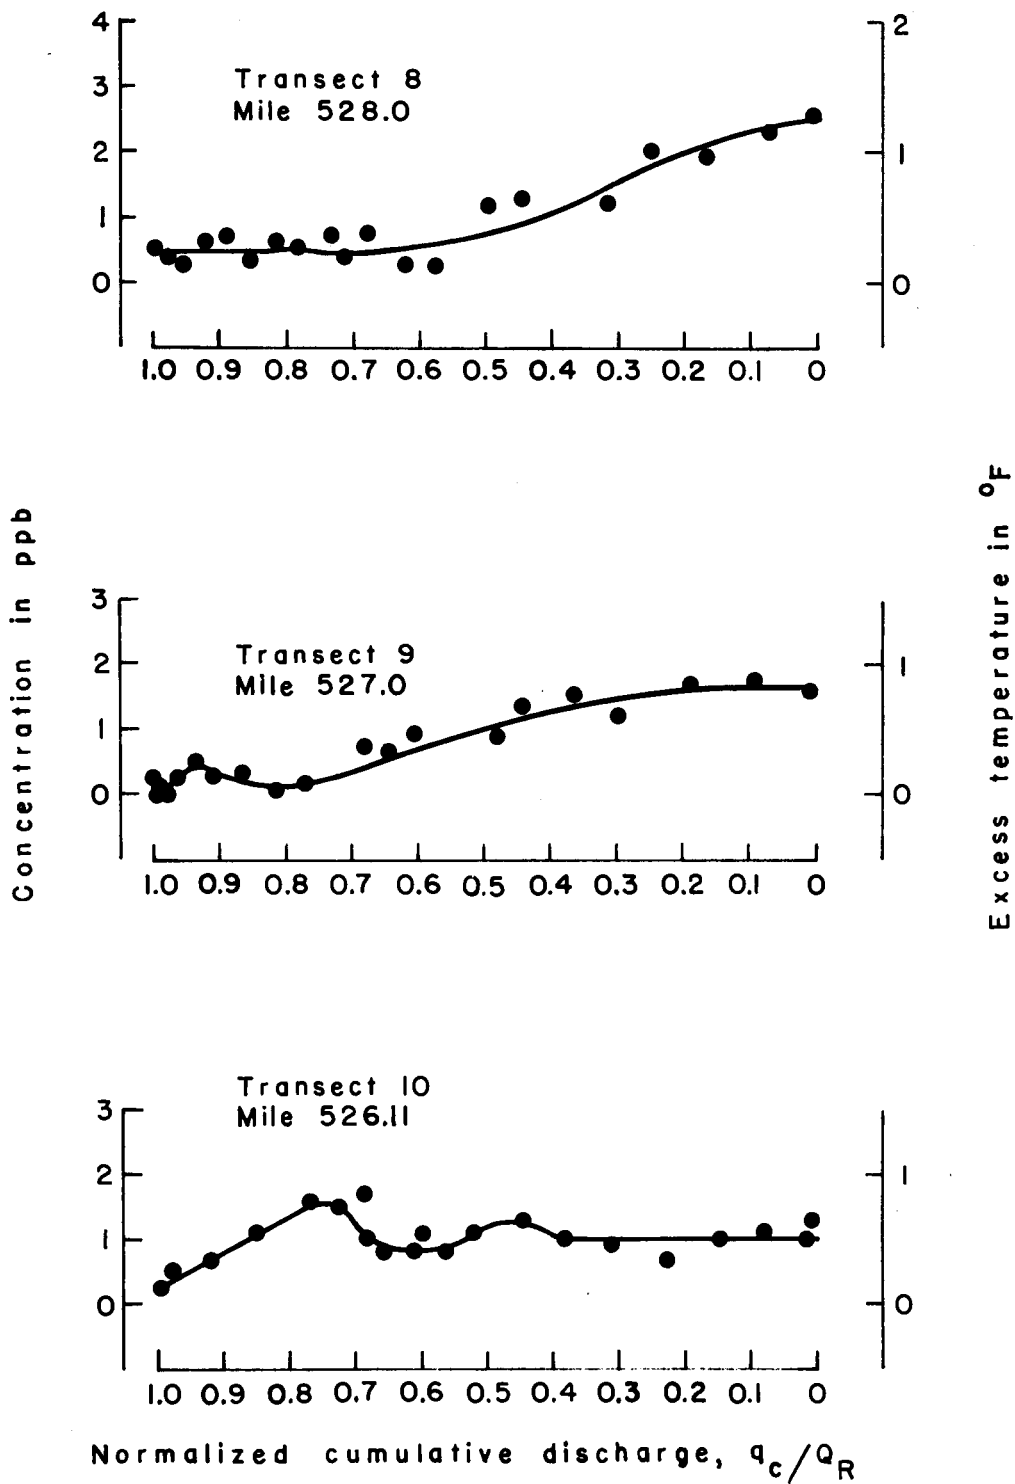 Transect 8
Mile 528.0
4
3
2
1
0
2
1
0
1.0 0.9 0.8 0.7 0.6 0.5 0.4 0.3 0.2 0.1 0
Concentration in ppb
Excess temperature in °F
Transect 9
Mile 527.0
3
2
1
0
1
0
1.0 0.9 0.8 0.7 0.6 0.5 0.4 0.3 0.2 0.1 0
Transect 10
Mile 526.11
3
2
1
0
1
0
1.0 0.9 0.8 0.7 0.6 0.5 0.4 0.3 0.2 0.1 0
Normalized cumulative discharge, qc/QR